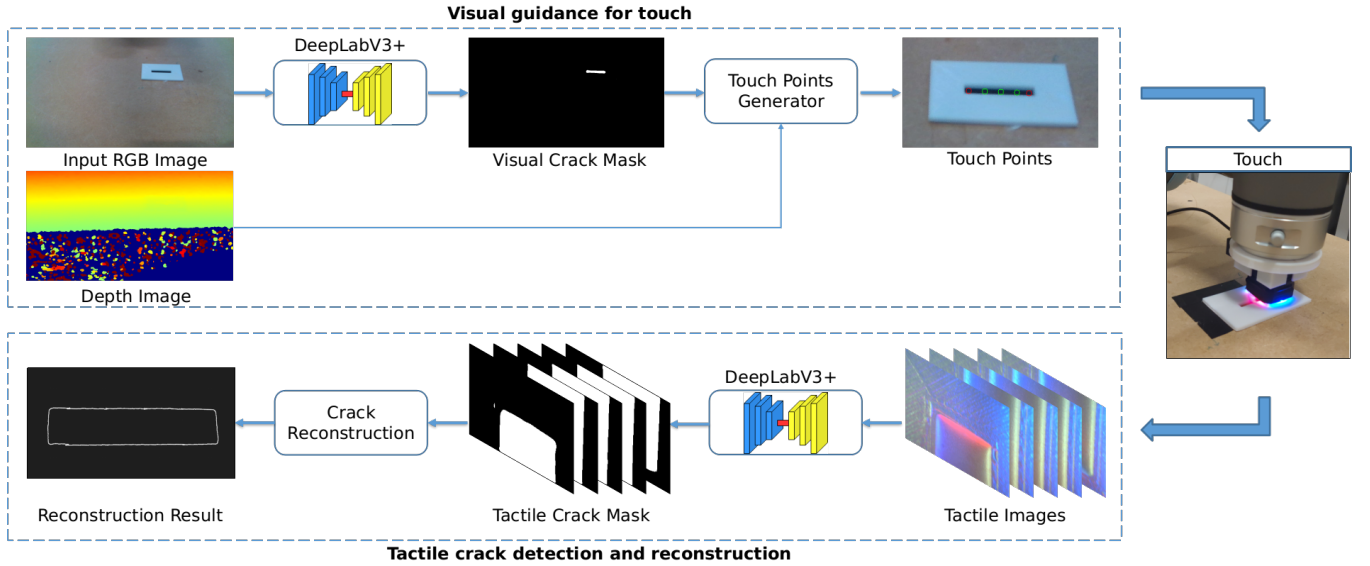 Visual guidance for touch
DeepLabV3+
Touch Points
Generator
Input RGB Image
Visual Crack Mask
Touch Points
Touch
Depth Image
DeepLabV3+
Crack
Reconstruction
Reconstruction Result
Tactile Crack Mask
Tactile Images
Tactile crack detection and reconstruction